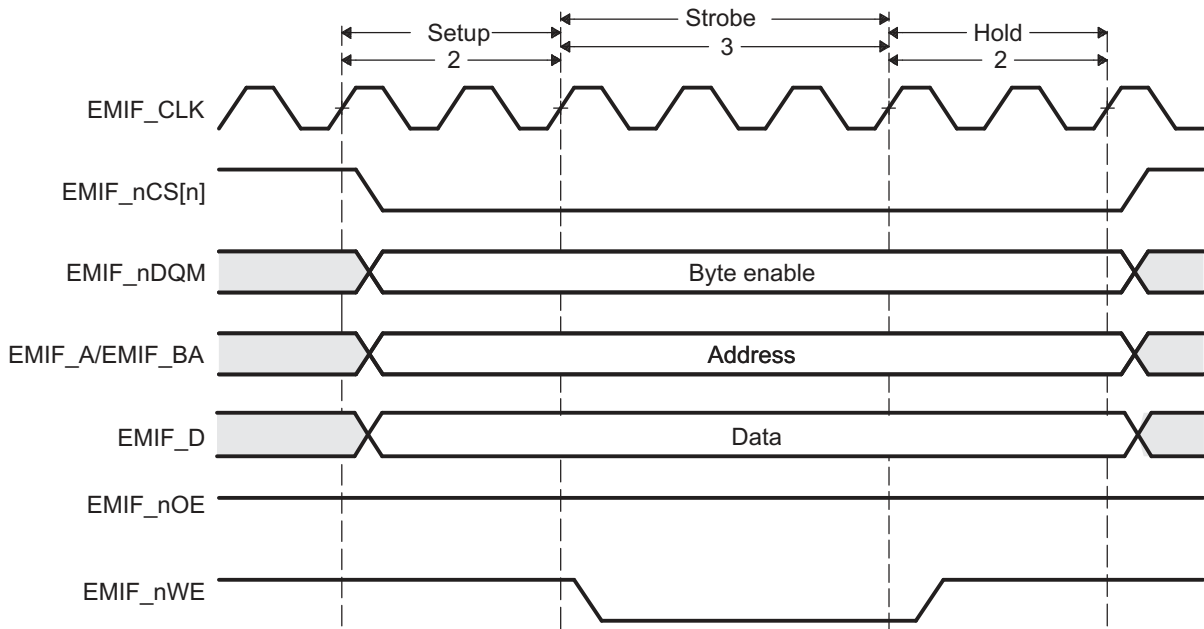 Setup
Strobe
Hold
2
3
2
EMIF_CLK
EMIF_nCS[n]
EMIF_nDQM
Byte enable
EMIF_A/EMIF_BA
Address
EMIF_D
Data
EMIF_nOE
EMIF_nWE